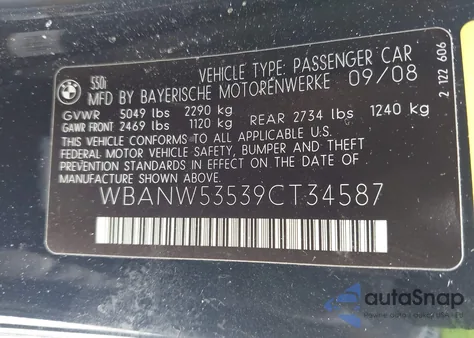 VEHICLE TYPE: PASSENGER CAR
550i
MFD BY BAYERISCHE MOTORENWERKE 09/08
GVWR 5049 lbs 2290 kg
GAWR FRONT 2469 lbs 1120 kg REAR 2734 lbs 1240 kg
THIS VEHICLE CONFORMS TO ALL APPLICABLE U.S.
FEDERAL MOTOR VEHICLE SAFETY, BUMPER AND THEFT
PREVENTION STANDARDS IN EFFECT ON THE DATE OF
MANUFACTURE SHOWN ABOVE.
WBANW53539CT34587
2 122 606
autoSnap